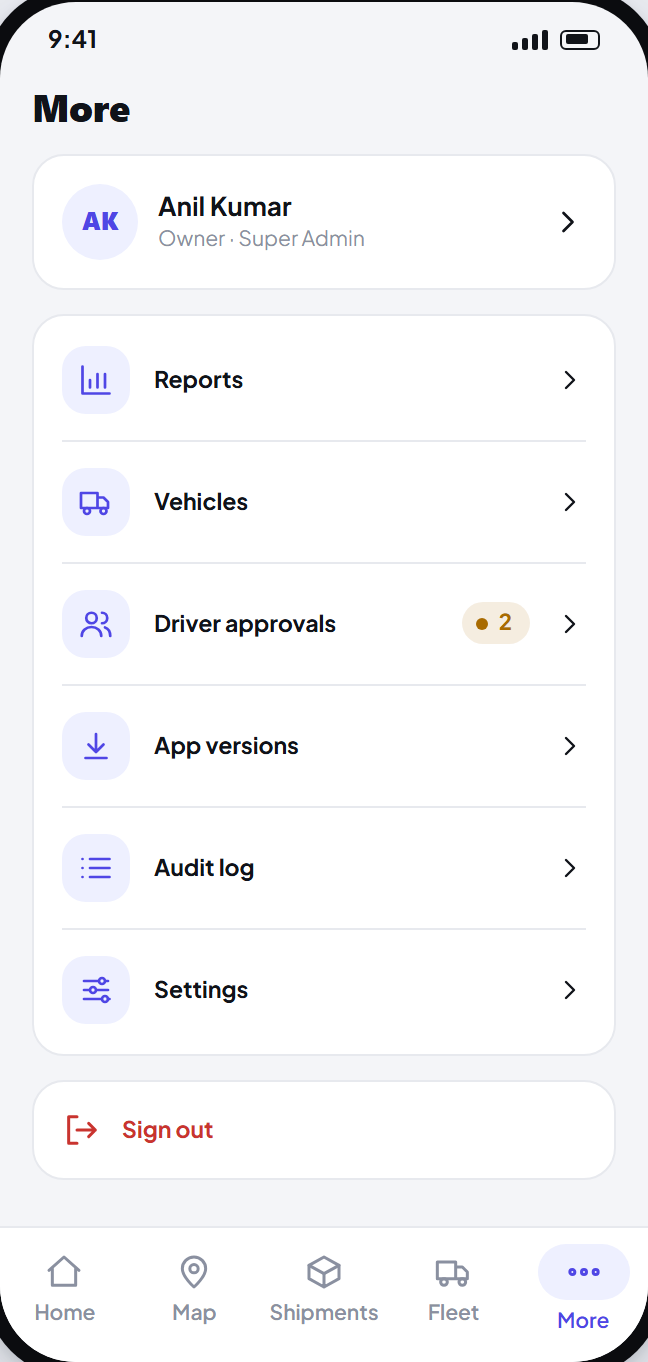 9:41
More
AK
Anil Kumar
Owner · Super Admin
Reports
Vehicles
Driver approvals
2
App versions
Audit log
Settings
Sign out
Home
Map
Shipments
Fleet
More